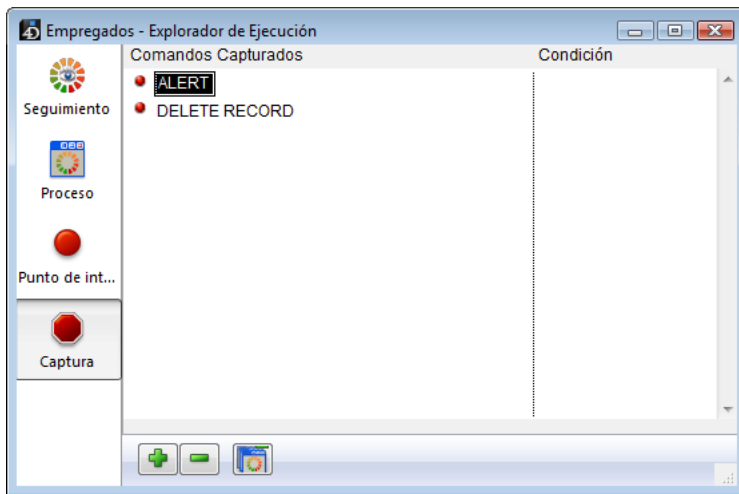 Empregados - Explorador de Ejecución
Comandos Capturados Condición
ALERT
DELETE RECORD
Seguimiento
Proceso
Punto de int...
Captura